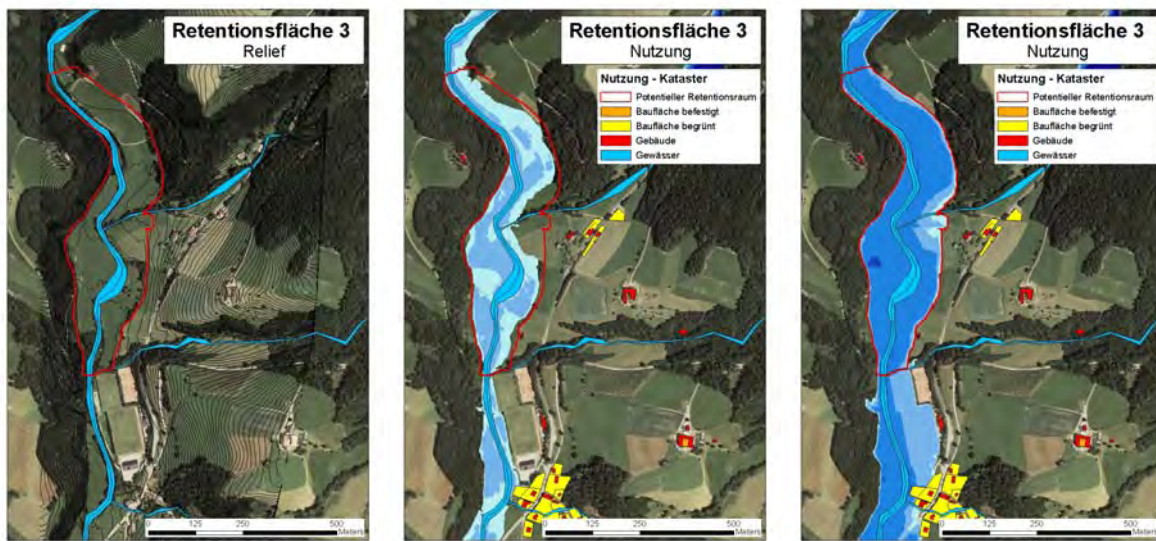 Retentionsfläche 3
Relief
0 125 250 500
Meters
Retentionsfläche 3
Nutzung
Nutzung - Kataster
Potentieller Retentionsraum
Baufläche befestigt
Baufläche begrünt
Gebäude
Gewässer
0 125 250 500
Meters
Retentionsfläche 3
Nutzung
Nutzung - Kataster
Potentieller Retentionsraum
Baufläche befestigt
Baufläche begrünt
Gebäude
Gewässer
0 125 250 500
Meters